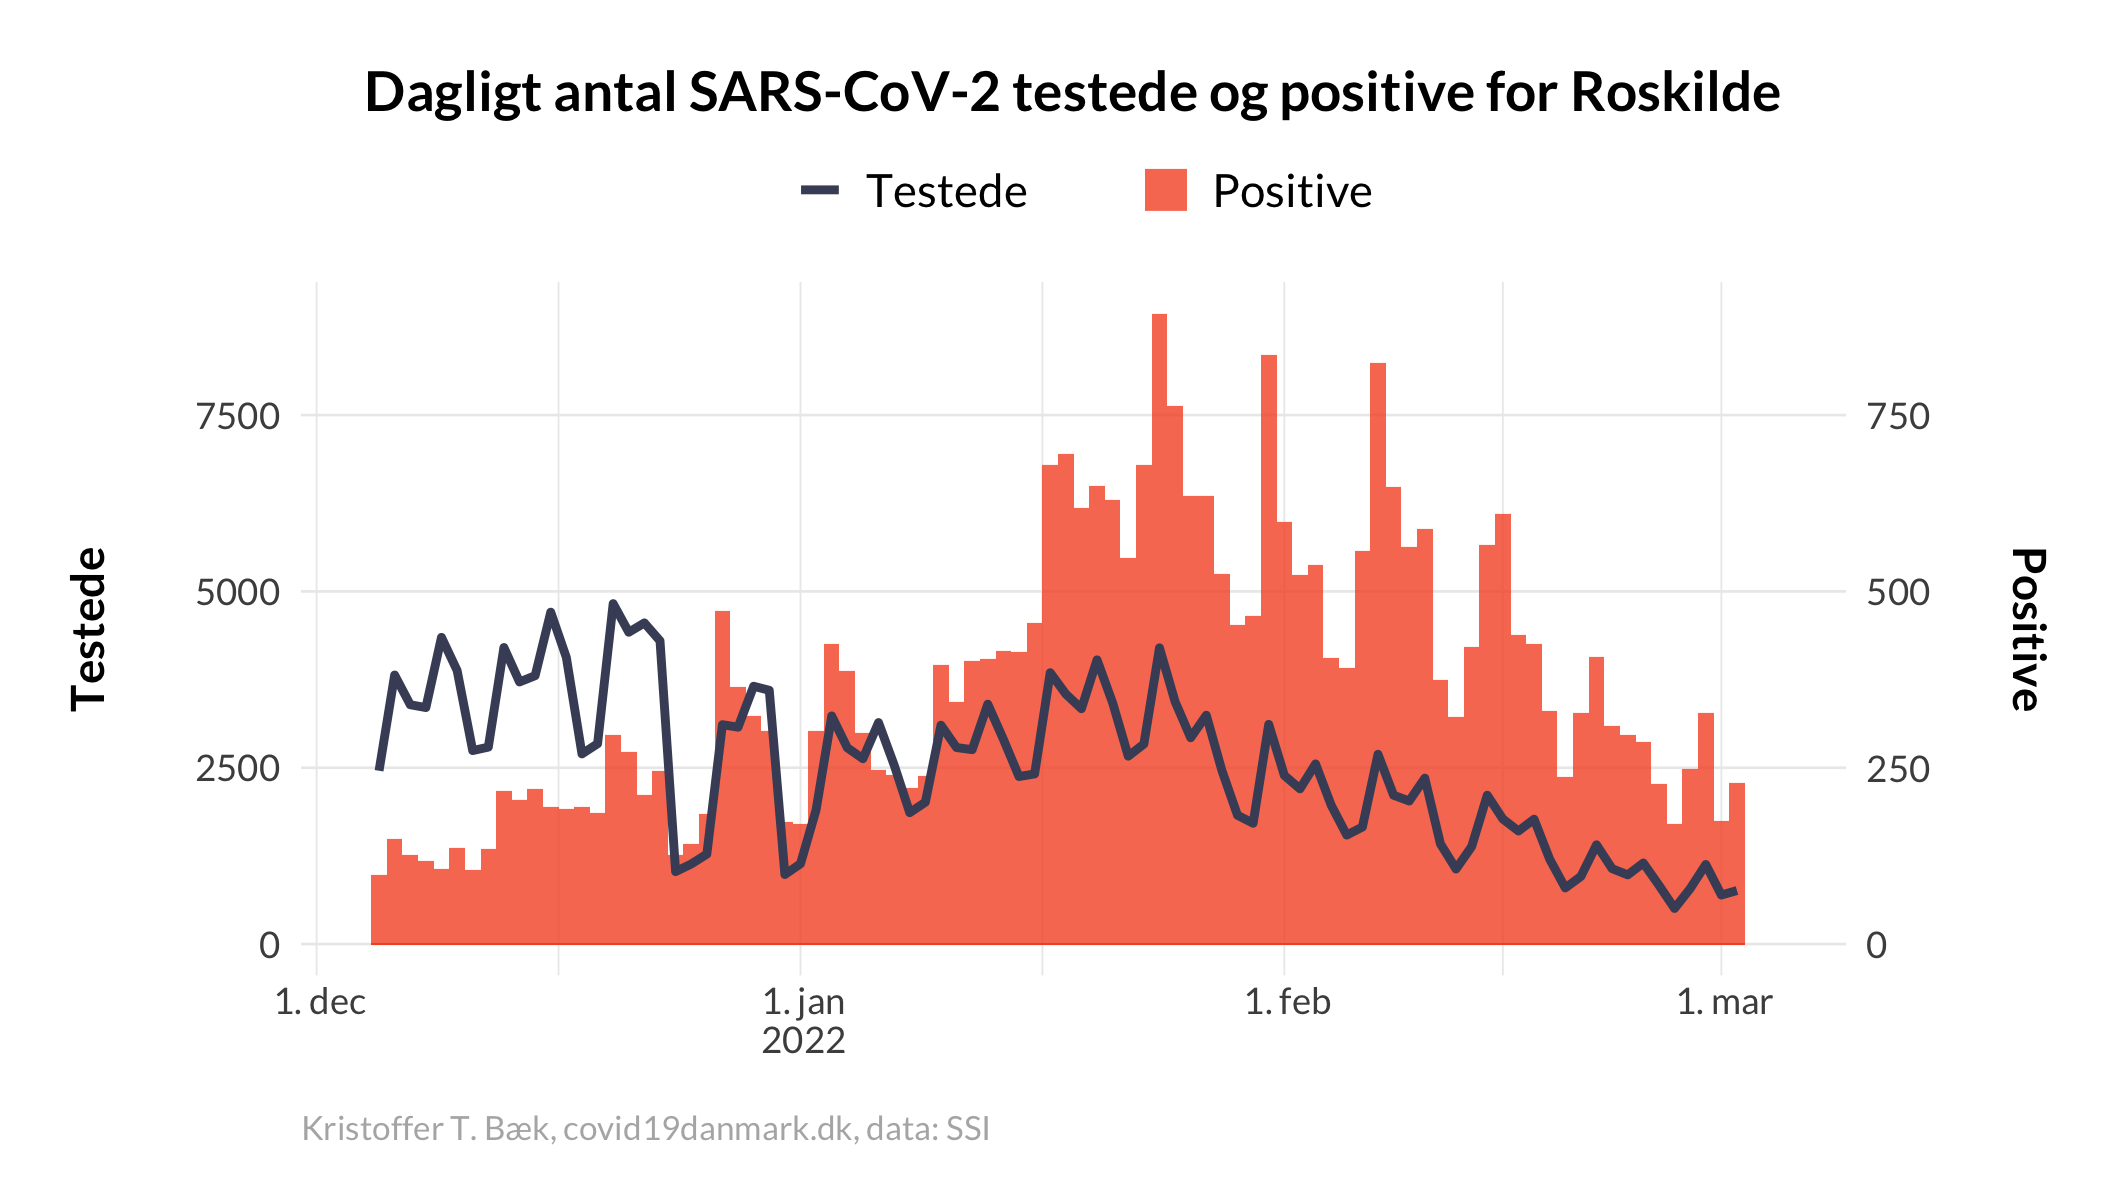 Dagligt antal SARS-CoV-2 testede og positive for Roskilde
Testede
Positive
7500
5000
2500
0
Testede
750
500
250
0
Positive
1. dec
1. jan
2022
1. feb
1. mar
Kristoffer T. Bæk, covid19danmark.dk, data: SSI